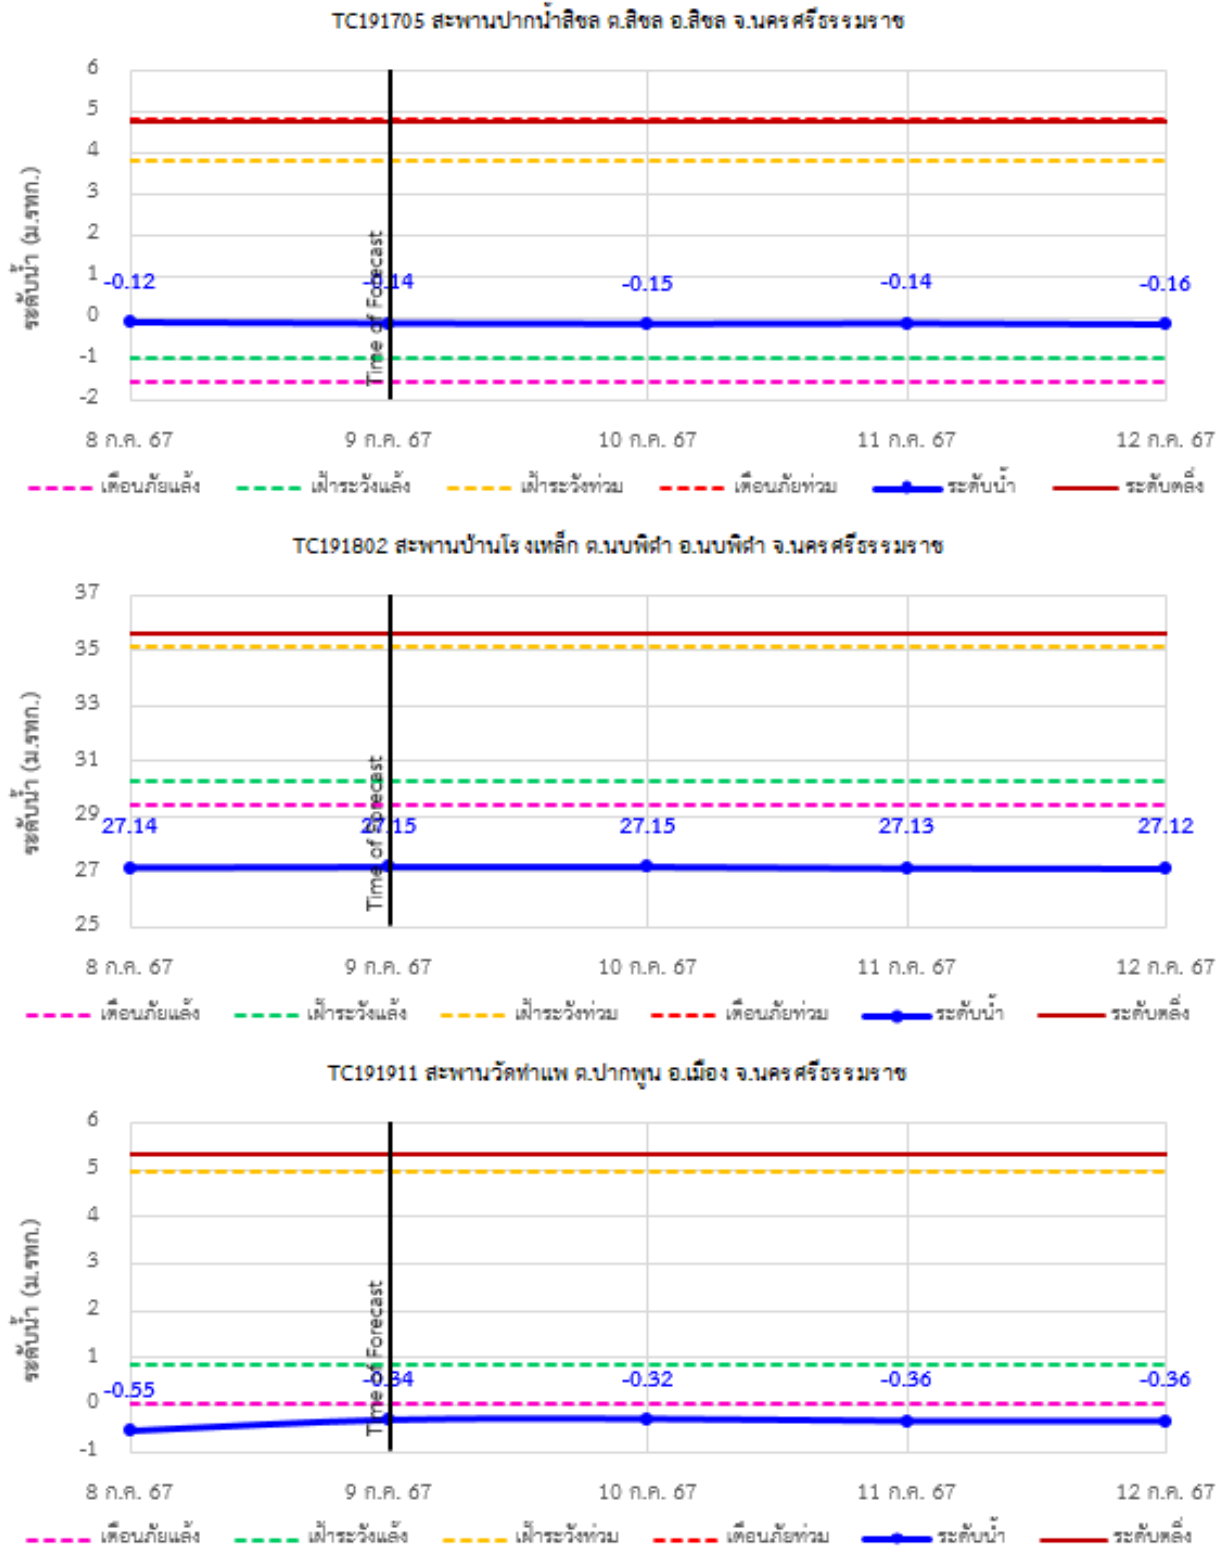 TC191705 สะพานปากน้ำสิชล ต.สิชล อ.สิชล จ.นครศรีธรรมราช
6
5
4
3
2
1
0
-1
-2
ระดับน้ำ (ม.รทก.)
Time of Forecast
-0.12
-0.14
-0.15
-0.14
-0.16
8 ก.ค. 67
9 ก.ค. 67
10 ก.ค. 67
11 ก.ค. 67
12 ก.ค. 67
เตือนภัยแล้ง เฝ้าระวังแล้ง เฝ้าระวังท่วม เตือนภัยท่วม ระดับน้ำ ระดับตลิ่ง
TC191802 สะพานบ้านโรงเหล็ก ต.นบพิตำ อ.นบพิตำ จ.นครศรีธรรมราช
37
35
33
31
29
27
25
ระดับน้ำ (ม.รทก.)
Time of Forecast
27.14
27.15
27.15
27.13
27.12
8 ก.ค. 67
9 ก.ค. 67
10 ก.ค. 67
11 ก.ค. 67
12 ก.ค. 67
เตือนภัยแล้ง เฝ้าระวังแล้ง เฝ้าระวังท่วม เตือนภัยท่วม ระดับน้ำ ระดับตลิ่ง
TC191911 สะพานวัดท่าแพ ต.ปากพูน อ.เมือง จ.นครศรีธรรมราช
6
5
4
3
2
1
0
-1
ระดับน้ำ (ม.รทก.)
Time of Forecast
-0.55
-0.34
-0.32
-0.36
-0.36
8 ก.ค. 67
9 ก.ค. 67
10 ก.ค. 67
11 ก.ค. 67
12 ก.ค. 67
เตือนภัยแล้ง เฝ้าระวังแล้ง เฝ้าระวังท่วม เตือนภัยท่วม ระดับน้ำ ระดับตลิ่ง